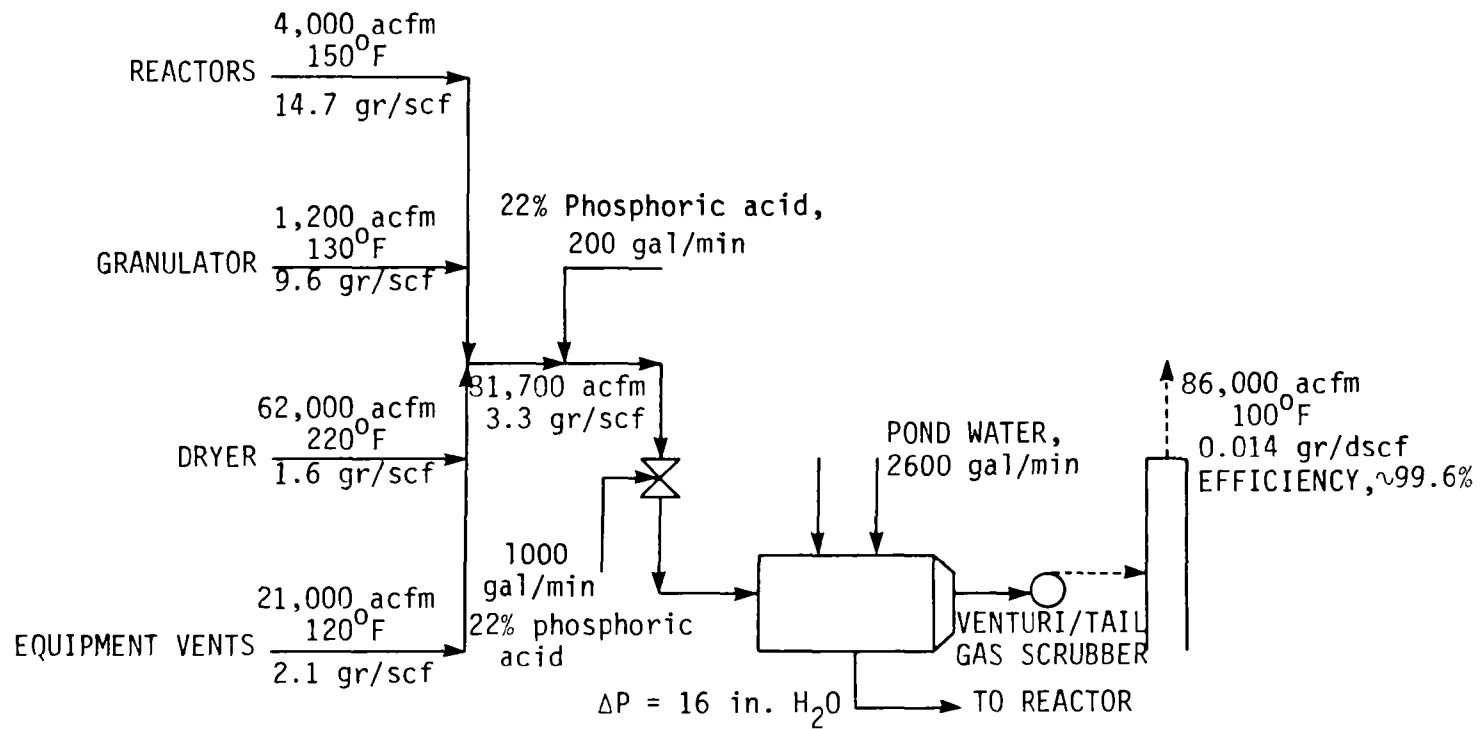 4,000 acfm
150°F
REACTORS
14.7 gr/scf
22% Phosphoric acid,
200 gal/min
1,200 acfm
130°F
GRANULATOR
9.6 gr/scf
81,700 acfm
3.3 gr/scf
86,000 acfm
100°F
0.014 gr/dscf
EFFICIENCY, ~99.6%
62,000 acfm
220°F
DRYER
1.6 gr/scf
POND WATER,
2600 gal/min
1000
gal/min
22% phosphoric
acid
21,000 acfm
120°F
EQUIPMENT VENTS
2.1 gr/scf
VENTURI/TAIL
GAS SCRUBBER
ΔP = 16 in. H₂O
TO REACTOR